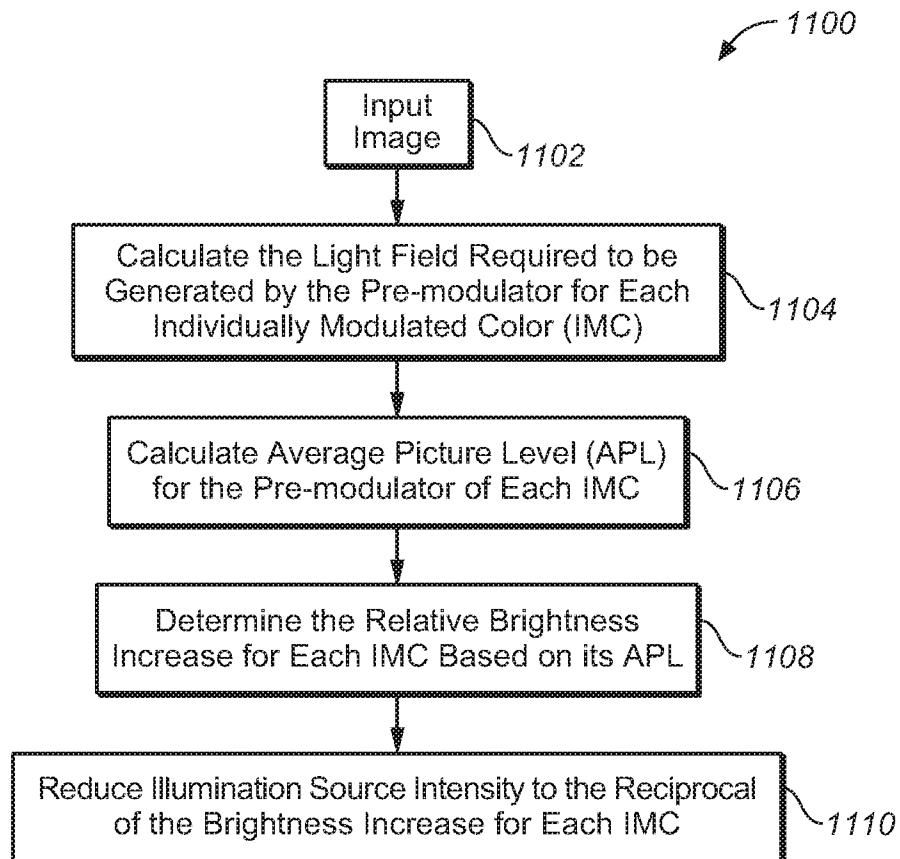 1100
Input
Image
1102
Calculate the Light Field Required to be
Generated by the Pre-modulator for Each
Individually Modulated Color (IMC)
1104
Calculate Average Picture Level (APL)
for the Pre-modulator of Each IMC
1106
Determine the Relative Brightness
Increase for Each IMC Based on its APL
1108
Reduce Illumination Source Intensity to the Reciprocal
of the Brightness Increase for Each IMC
1110